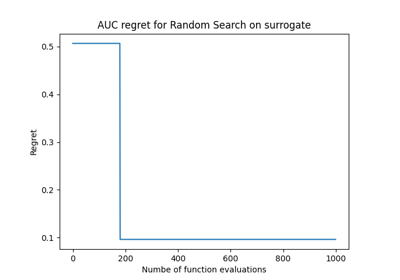 AUC regret for Random Search on surrogate
0.5
0.4
0.3
0.2
0.1
Regret
0 200 400 600 800 1000
Numbe of function evaluations